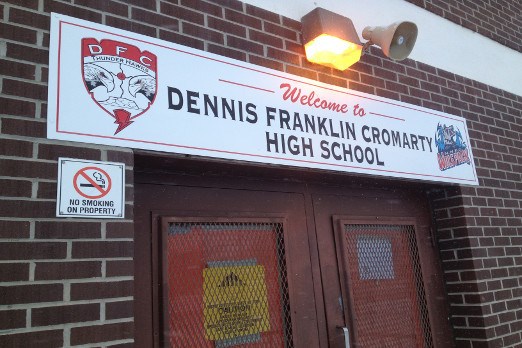 DFC
THUNDER HAWKS
Welcome to
DENNIS FRANKLIN CROMARTY
HIGH SCHOOL
NO SMOKING
ON PROPERTY
CAUTION